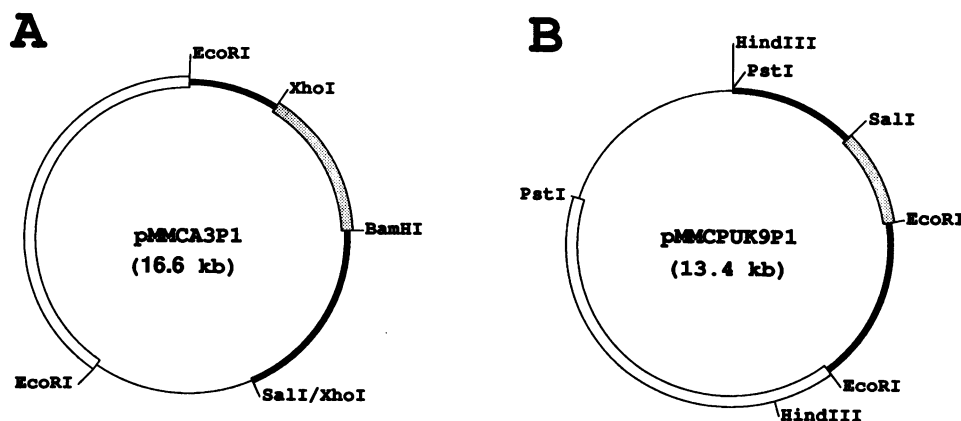 A
EcoRI
XhoI
BamHI
pMMCA3P1
(16.6 kb)
EcoRI
SalI/XhoI
B
HindIII
PstI
SalI
PstI
EcoRI
pMMCPUK9P1
(13.4 kb)
EcoRI
HindIII